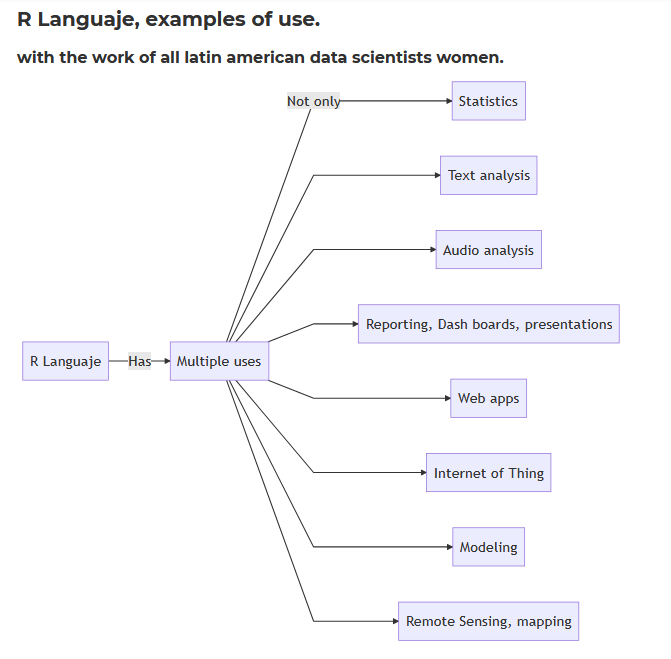 R Languaje, examples of use.
with the work of all latin american data scientists women.
Not only
Statistics
Text analysis
Audio analysis
Reporting, Dash boards, presentations
R Languaje
Has
Multiple uses
Web apps
Internet of Thing
Modeling
Remote Sensing, mapping